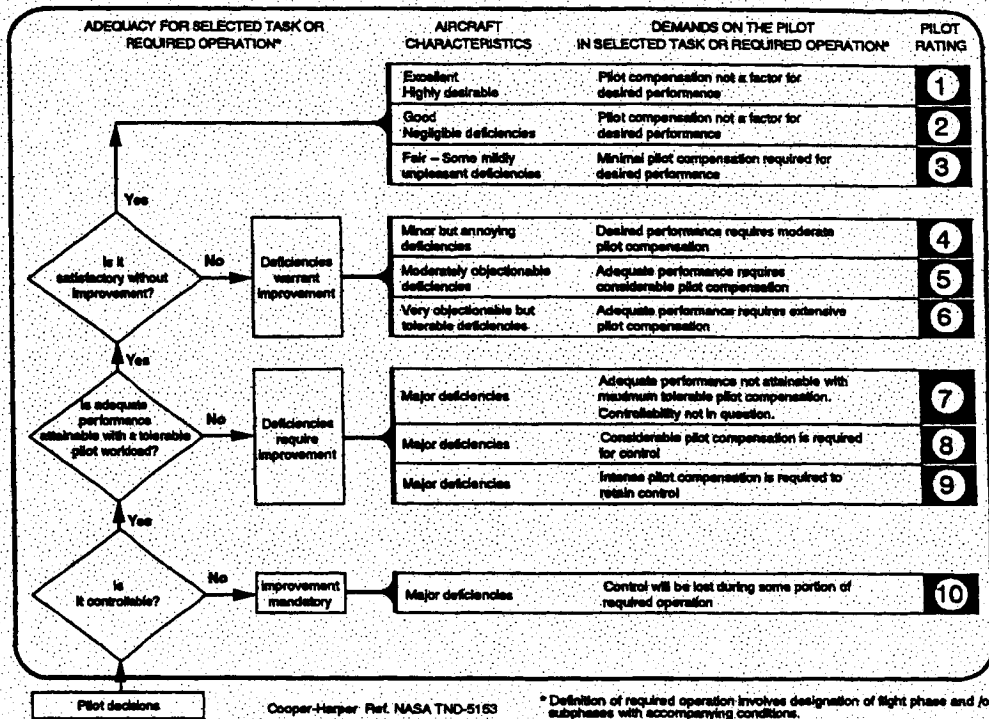 ADEQUACY FOR SELECTED TASK OR
REQUIRED OPERATION*
AIRCRAFT
CHARACTERISTICS
DEMANDS ON THE PILOT
IN SELECTED TASK OR REQUIRED OPERATION*
PILOT
RATING
Excellent
Highly desirable
Pilot compensation not a factor for
desired performance
1
Good
Negligible deficiencies
Pilot compensation not a factor for
desired performance
2
Fair – Some mildly
unpleasant deficiencies
Minimal pilot compensation required for
desired performance
3
Yes
Is it
satisfactory without
improvement?
No
Deficiencies
warrant
improvement
Minor but annoying
deficiencies
Desired performance requires moderate
pilot compensation
4
Moderately objectionable
deficiencies
Adequate performance requires
considerable pilot compensation
5
Very objectionable but
tolerable deficiencies
Adequate performance requires extensive
pilot compensation
6
Yes
Is adequate
performance
attainable with a tolerable
pilot workload?
No
Deficiencies
require
improvement
Major deficiencies
Adequate performance not attainable with
maximum tolerable pilot compensation.
Controllability not in question.
7
Major deficiencies
Considerable pilot compensation is required
for control
8
Major deficiencies
Intense pilot compensation is required to
retain control
9
Yes
Is
it controllable?
No
Improvement
mandatory
Major deficiencies
Control will be lost during some portion of
required operation
10
Pilot decisions
Cooper-Harper Ref. NASA TND-5153
* Definition of required operation involves designation of flight phase and /o
subphases with accompanying conditions.